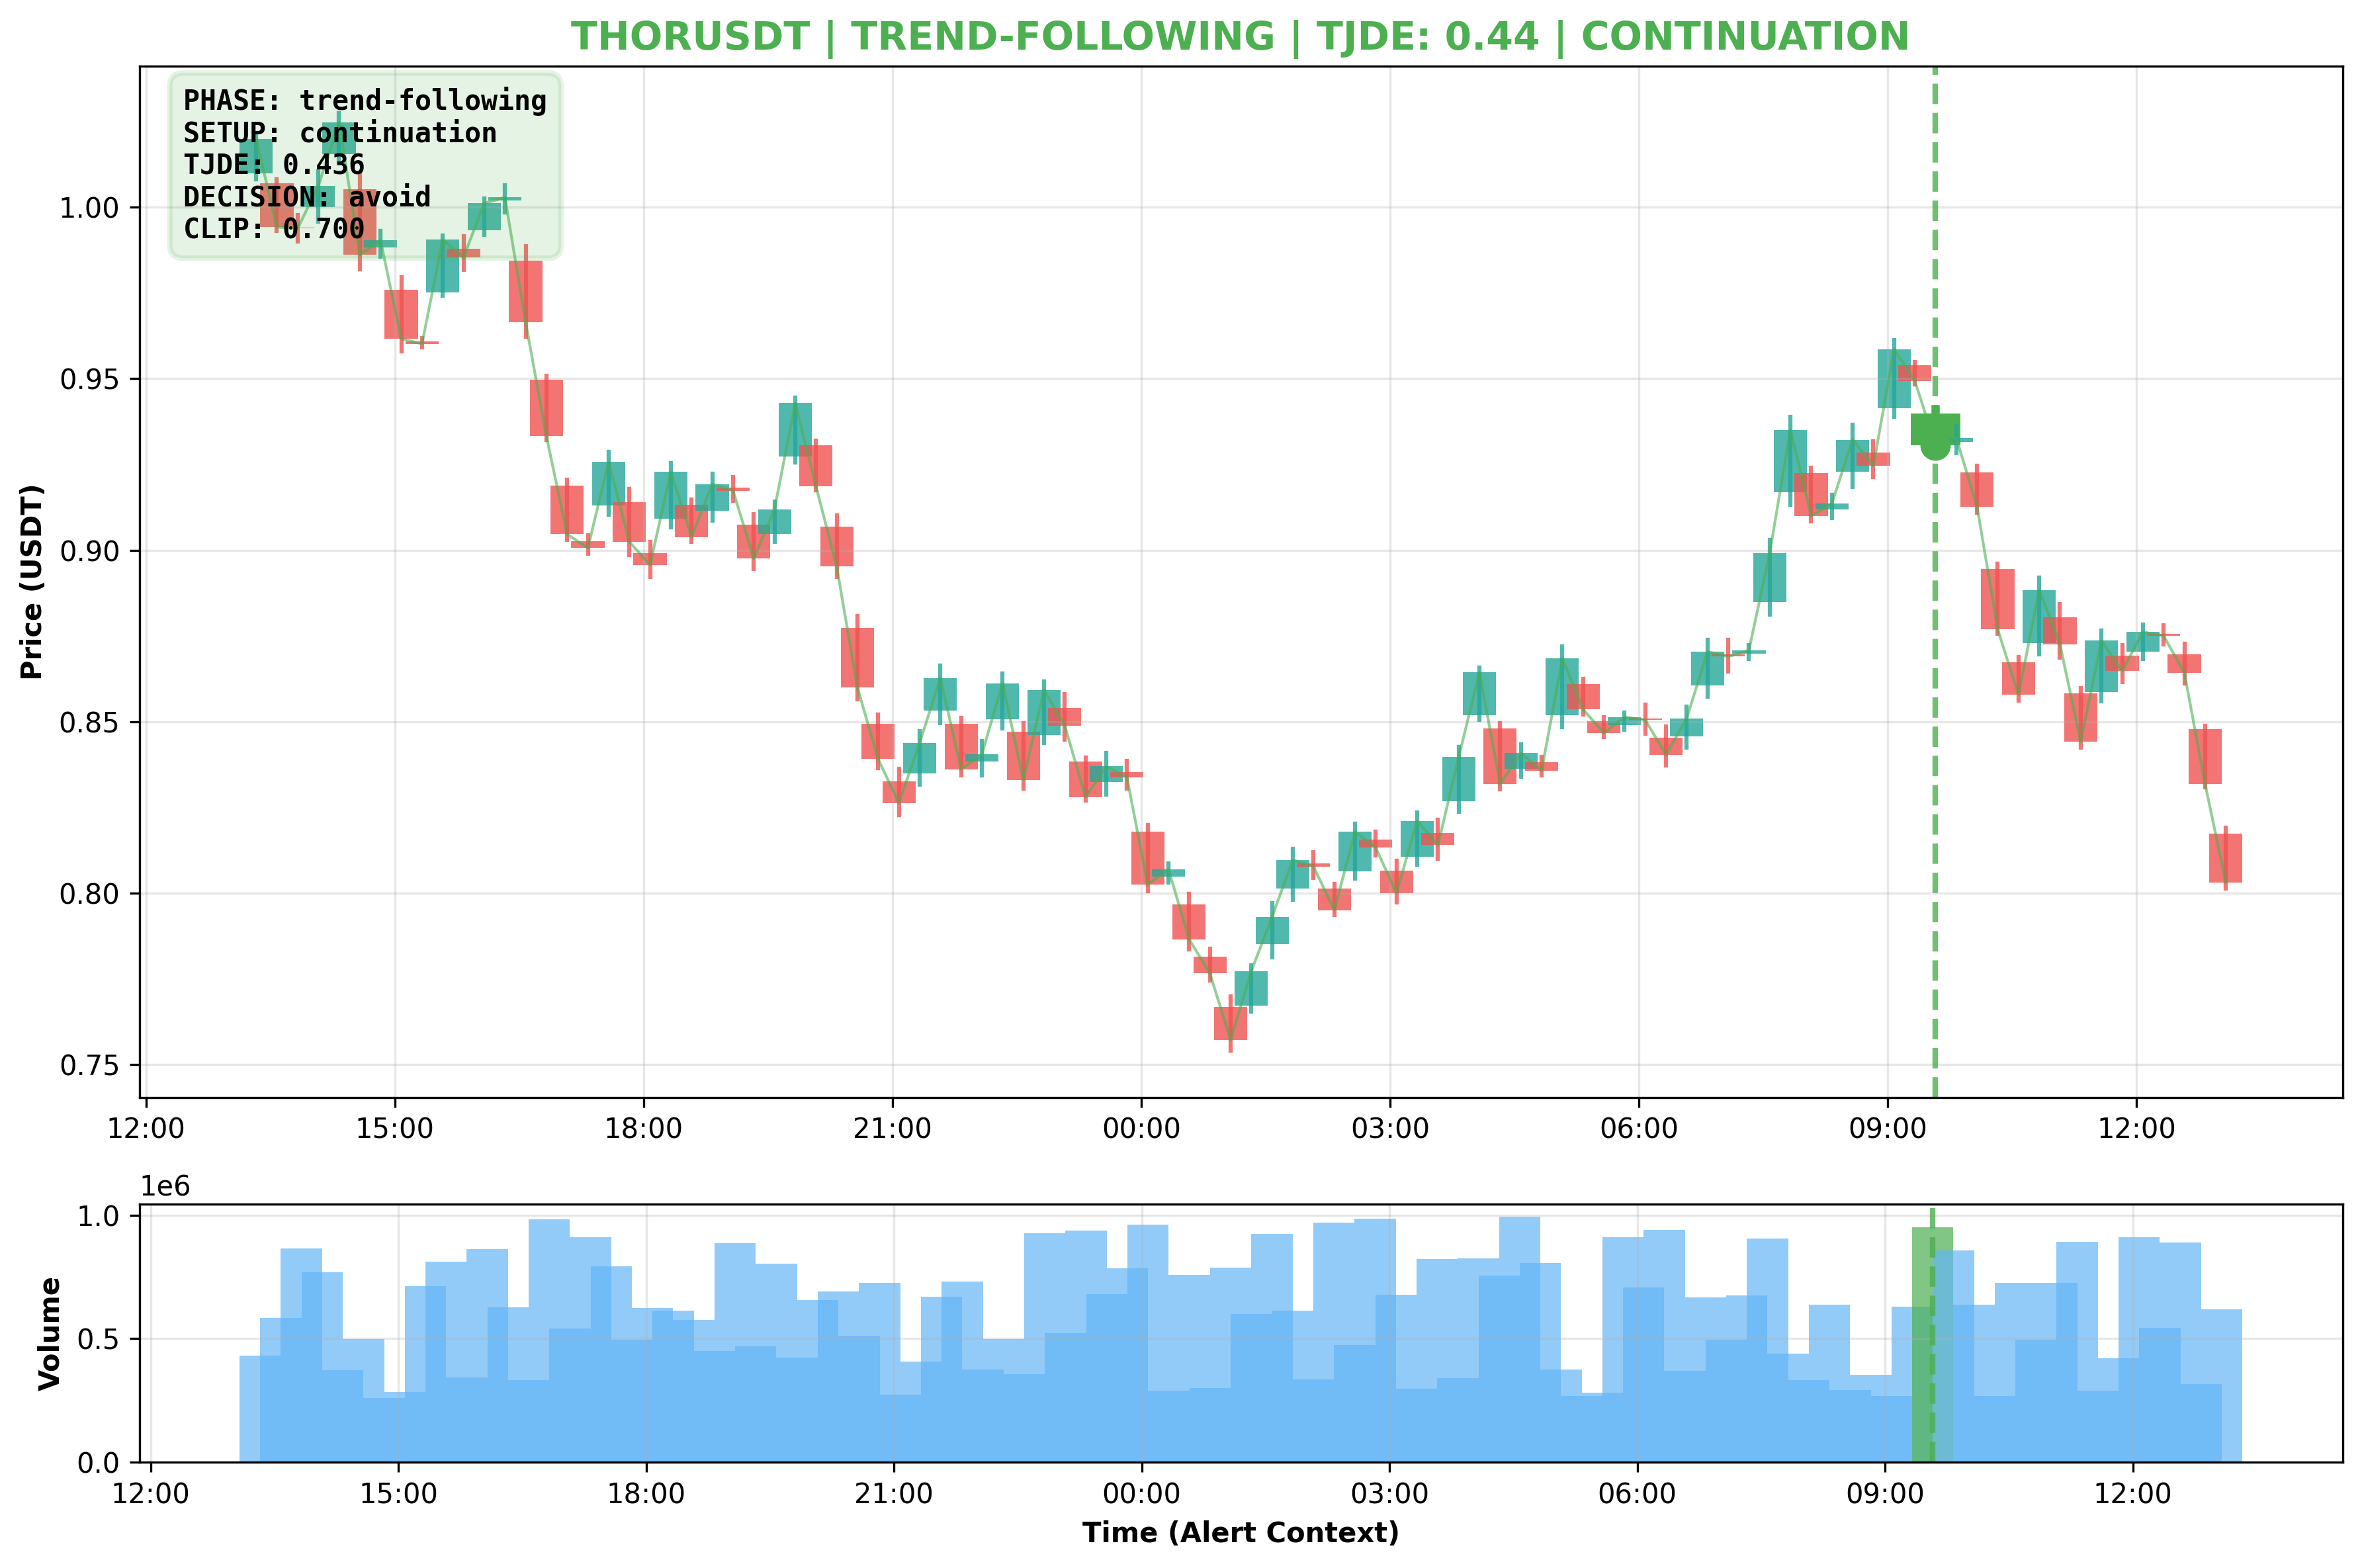 THORUSDT | TREND-FOLLOWING | TJDE: 0.44 | CONTINUATION
PHASE: trend-following
SETUP: continuation
TJDE: 0.436
DECISION: avoid
CLIP: 0.700
Price (USDT)
1.00
0.95
0.90
0.85
0.80
0.75
12:00 15:00 18:00 21:00 00:00 03:00 06:00 09:00 12:00
1e6
Volume
1.0
0.5
0.0
12:00 15:00 18:00 21:00 00:00 03:00 06:00 09:00 12:00
Time (Alert Context)